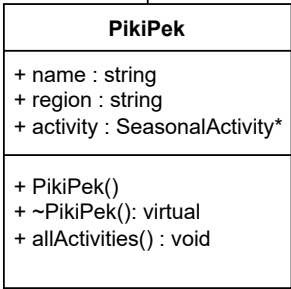 PikiPek
+ name : string
+ region : string
+ activity : SeasonalActivity*
+ PikiPek()
+ ~PikiPek(): virtual
+ allActivities() : void